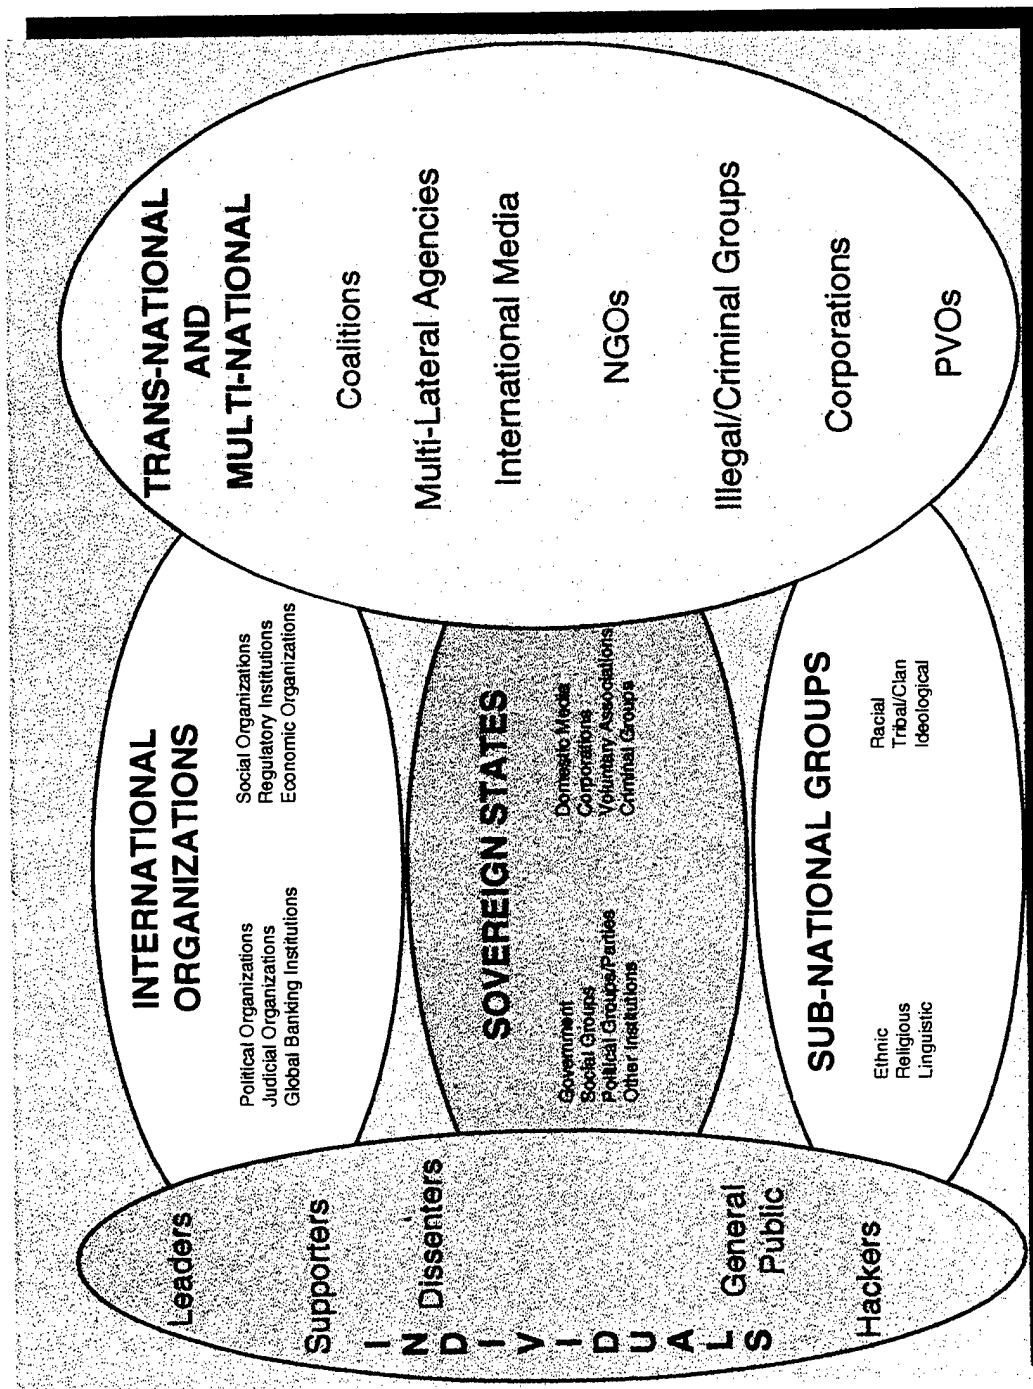 INDIVIDUALS
Leaders
Supporters
Dissenters
General
Public
Hackers
INTERNATIONAL
ORGANIZATIONS
Political Organizations
Judicial Organizations
Global Banking Institutions
Social Organizations
Regulatory Institutions
Economic Organizations
SOVEREIGN STATES
Government
Social Groups
Political Groups/Parties
Other Institutions
Domestic Media
Corporations
Voluntary Associations
Criminal Groups
SUB-NATIONAL GROUPS
Ethnic
Religious
Linguistic
Racial
Tribal/Clan
Ideological
TRANS-NATIONAL
AND
MULTI-NATIONAL
Coalitions
Multi-Lateral Agencies
International Media
NGOs
Illegal/Criminal Groups
Corporations
PVOs